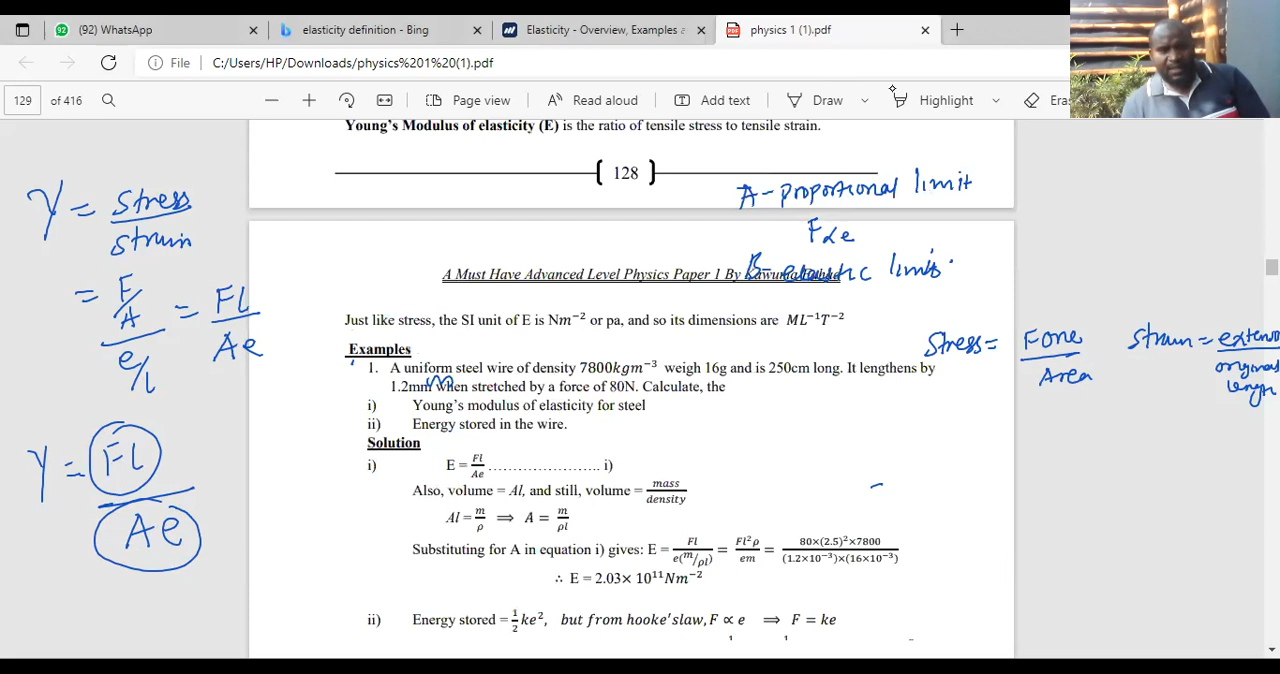 (92) WhatsApp
elasticity definition - Bing
Elasticity - Overview, Examples a
physics 1 (1).pdf
File C:/Users/HP/Downloads/physics%201%20(1).pdf
129 of 416
Page view
Read aloud
Add text
Draw
Highlight
Era
Young's Modulus of elasticity (E) is the ratio of tensile stress to tensile strain.
{ 128 }
A - proportional limit
F∝e
B- elastic limit
A Must Have Advanced Level Physics Paper 1 By Kawuma Fahad
Just like stress, the SI unit of E is Nm⁻² or pa, and so its dimensions are ML⁻¹T⁻²
Examples
1. A uniform steel wire of density 7800kgm⁻³ weigh 16g and is 250cm long. It lengthens by
1.2mm when stretched by a force of 80N. Calculate, the
i) Young's modulus of elasticity for steel
ii) Energy stored in the wire.
Solution
i) E = Fl/Ae ........................ i)
Also, volume = Al, and still, volume = mass/density
Al = m/ρ ⟹ A = m/ρl
Substituting for A in equation i) gives: E = Fl/e(m/ρl) = Fl²ρ/em = 80×(2.5)²×7800/(1.2×10⁻³)×(16×10⁻³)
∴ E = 2.03× 10¹¹Nm⁻²
ii) Energy stored = ½ke², but from hooke's law, F ∝ e ⟹ F = ke
Y = Stress/Strain
= F/A / e/l = Fl/Ae
Y = Fl/Ae
Stress = Force/Area
Strain = extensio/original length